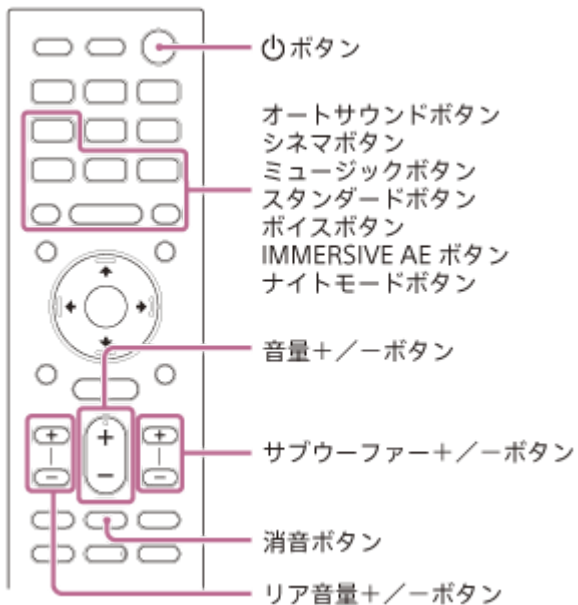 ⏻ボタン
オートサウンドボタン
シネマボタン
ミュージックボタン
スタンダードボタン
ボイスボタン
IMMERSIVE AE ボタン
ナイトモードボタン
音量+/-ボタン
+
+
+
-
-
-
サブウーファー+/-ボタン
消音ボタン
リア音量+/-ボタン